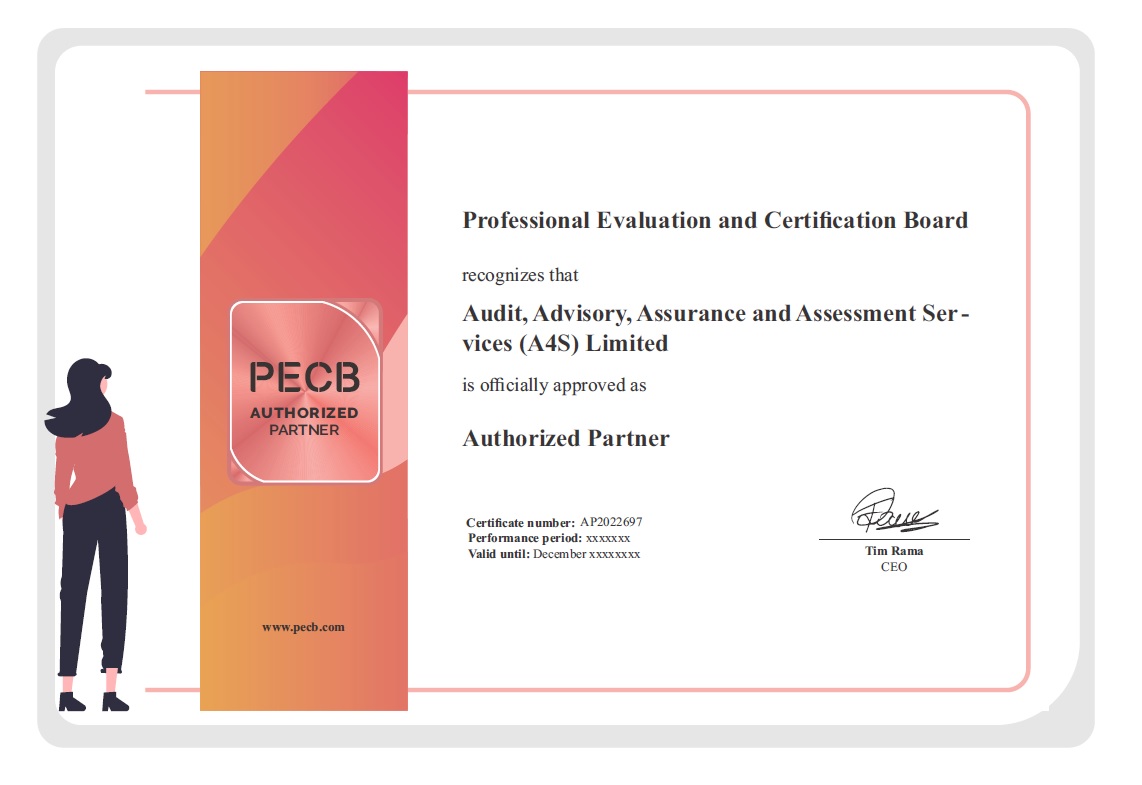 Professional Evaluation and Certification Board
recognizes that
Audit, Advisory, Assurance and Assessment Ser-
vices (A4S) Limited
is officially approved as
Authorized Partner
PECB
AUTHORIZED
PARTNER
Certificate number: AP2022697
Performance period: xxxxxxx
Valid until: December xxxxxxxx
Tim Rama
CEO
www.pecb.com